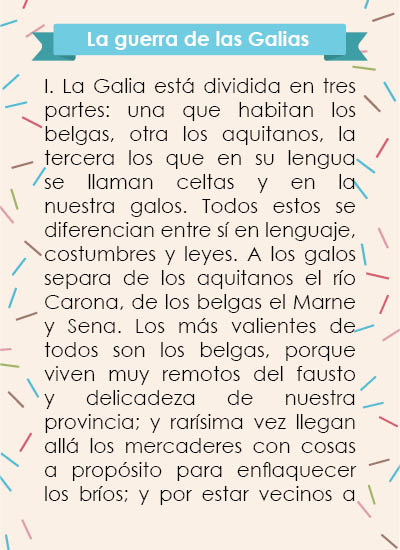 La guerra de las Galias
I. La Galia está dividida en tres
partes: una que habitan los
belgas, otra los aquitanos, la
tercera los que en su lengua
se llaman celtas y en la
nuestra galos. Todos estos se
diferencian entre sí en lenguaje,
costumbres y leyes. A los galos
separa de los aquitanos el río
Carona, de los belgas el Marne
y Sena. Los más valientes de
todos son los belgas, porque
viven muy remotos del fausto
y delicadeza de nuestra
provincia; y rarísima vez llegan
allá los mercaderes con cosas
a propósito para enflaquecer
los bríos; y por estar vecinos a